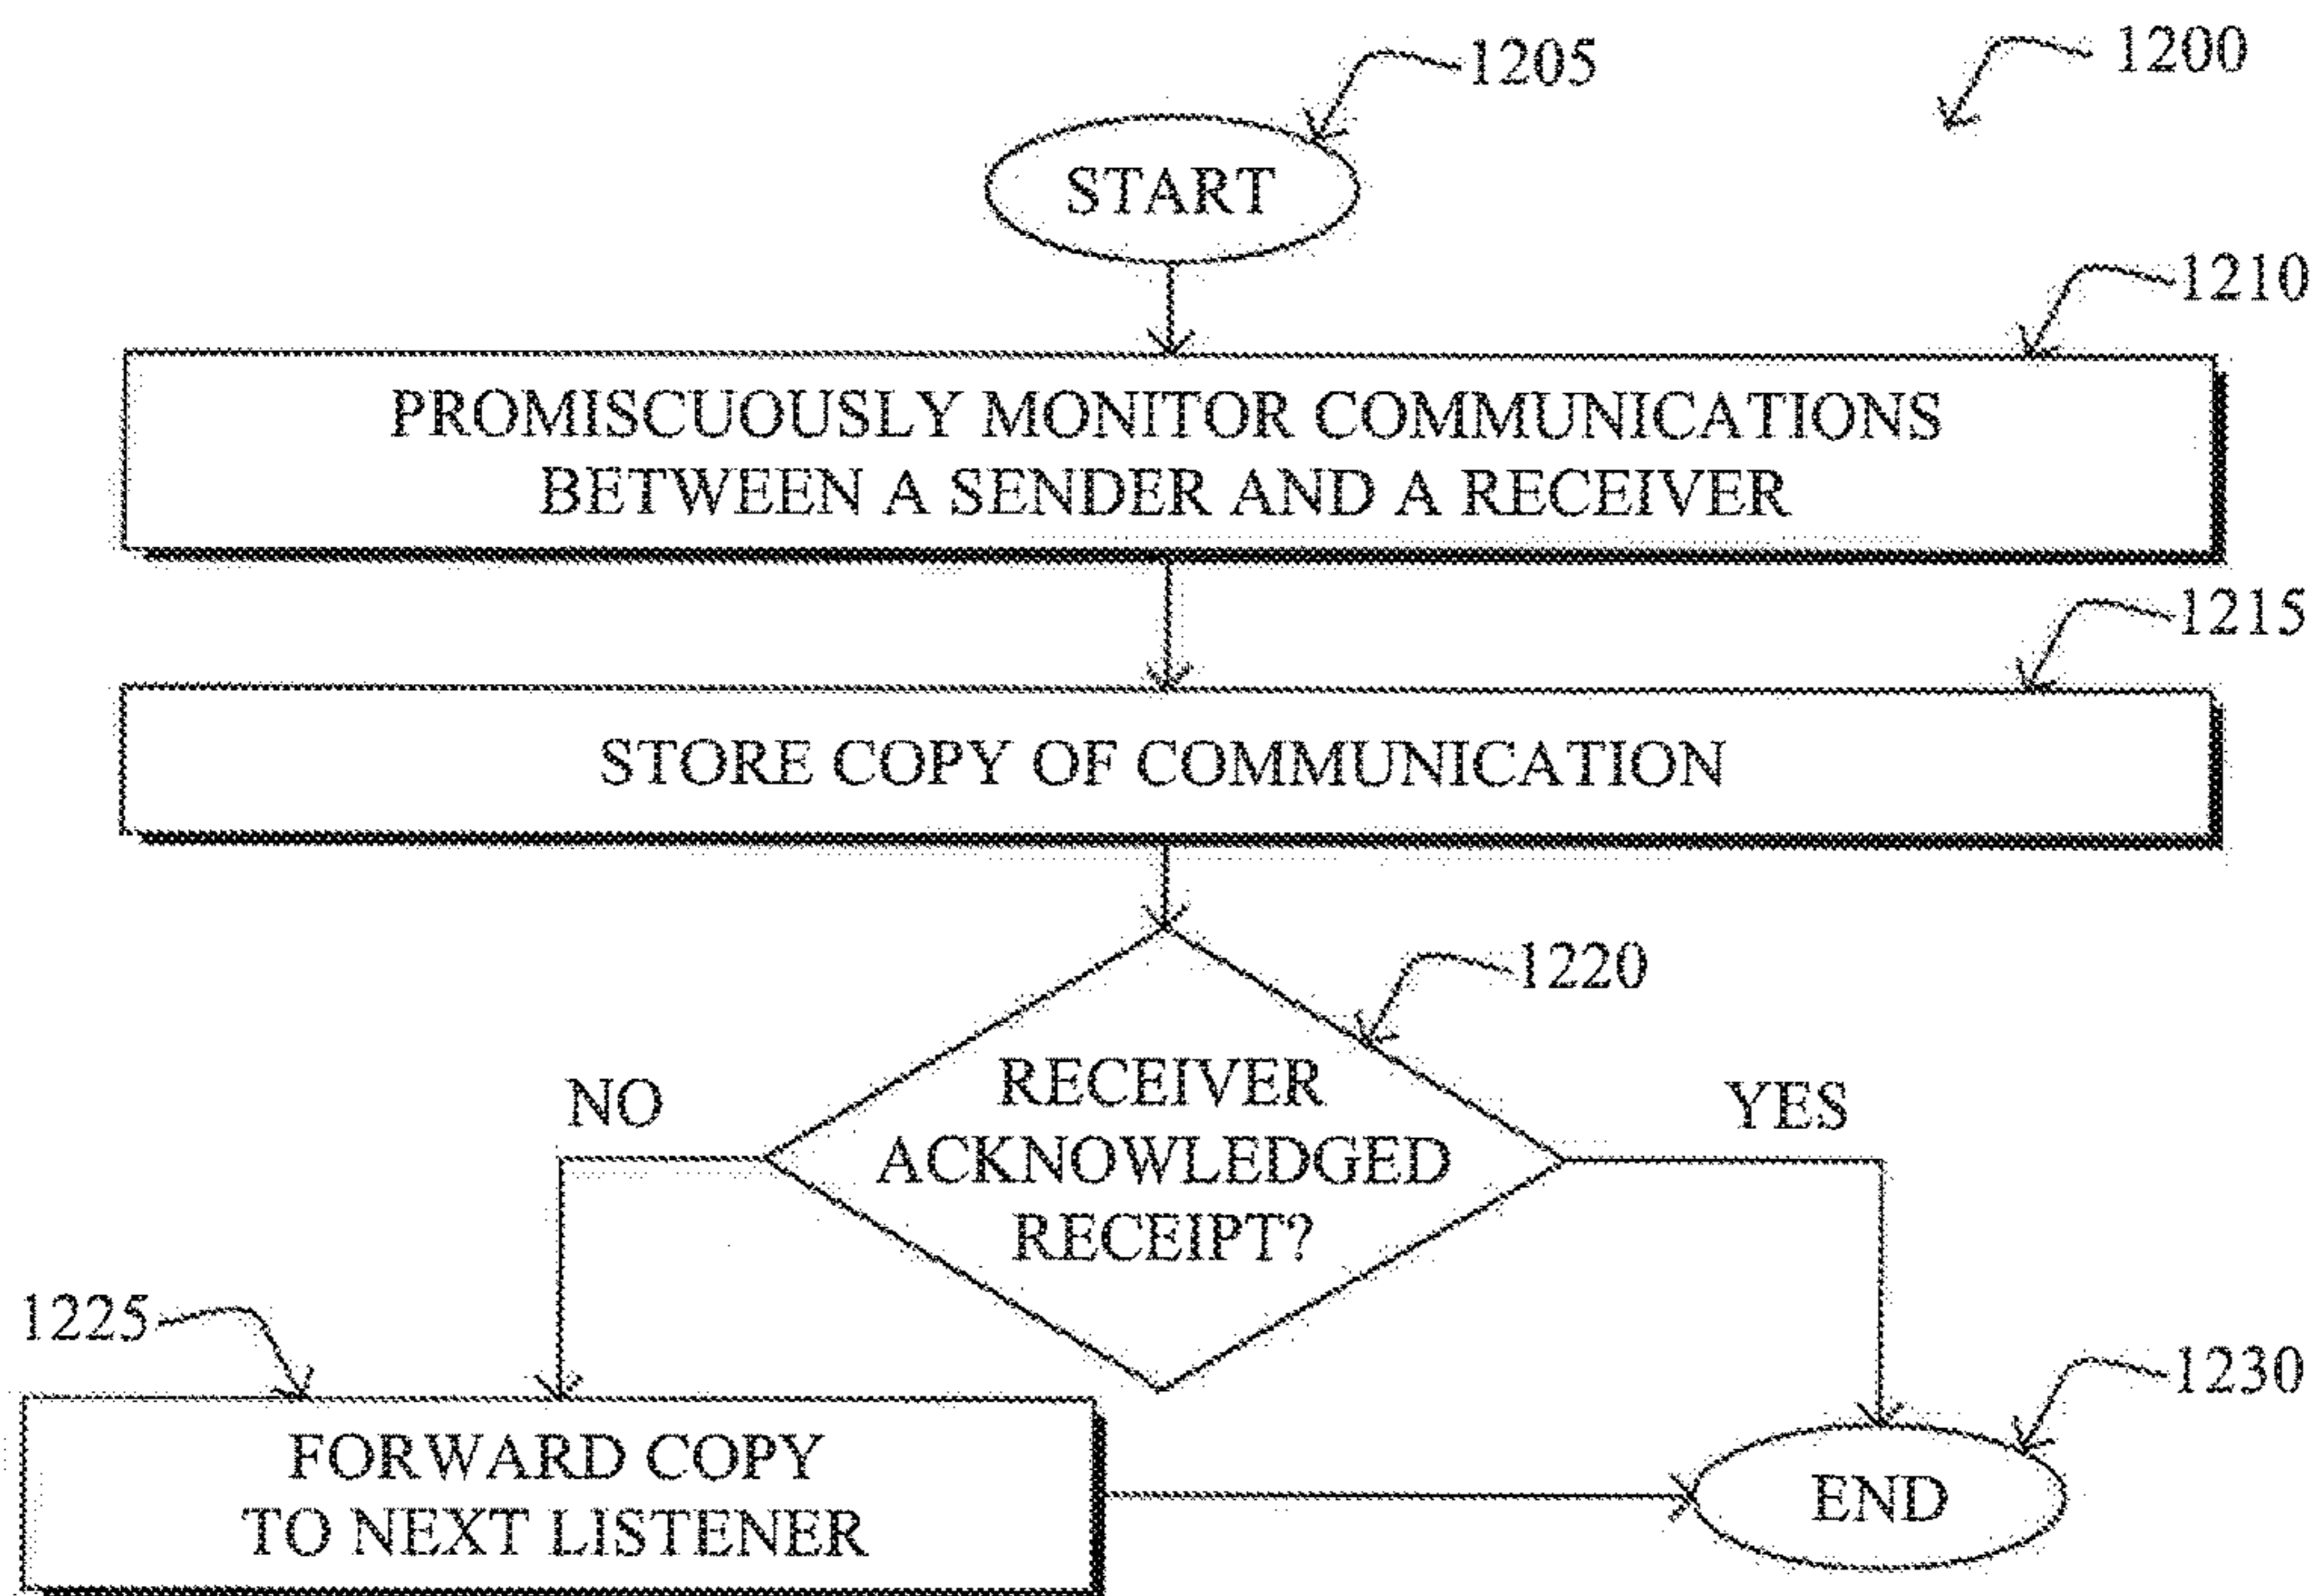 1200
1205
START
1210
PROMISCUOUSLY MONITOR COMMUNICATIONS
BETWEEN A SENDER AND A RECEIVER
1215
STORE COPY OF COMMUNICATION
1220
RECEIVER
ACKNOWLEDGED
RECEIPT?
NO
YES
1225
FORWARD COPY
TO NEXT LISTENER
1230
END